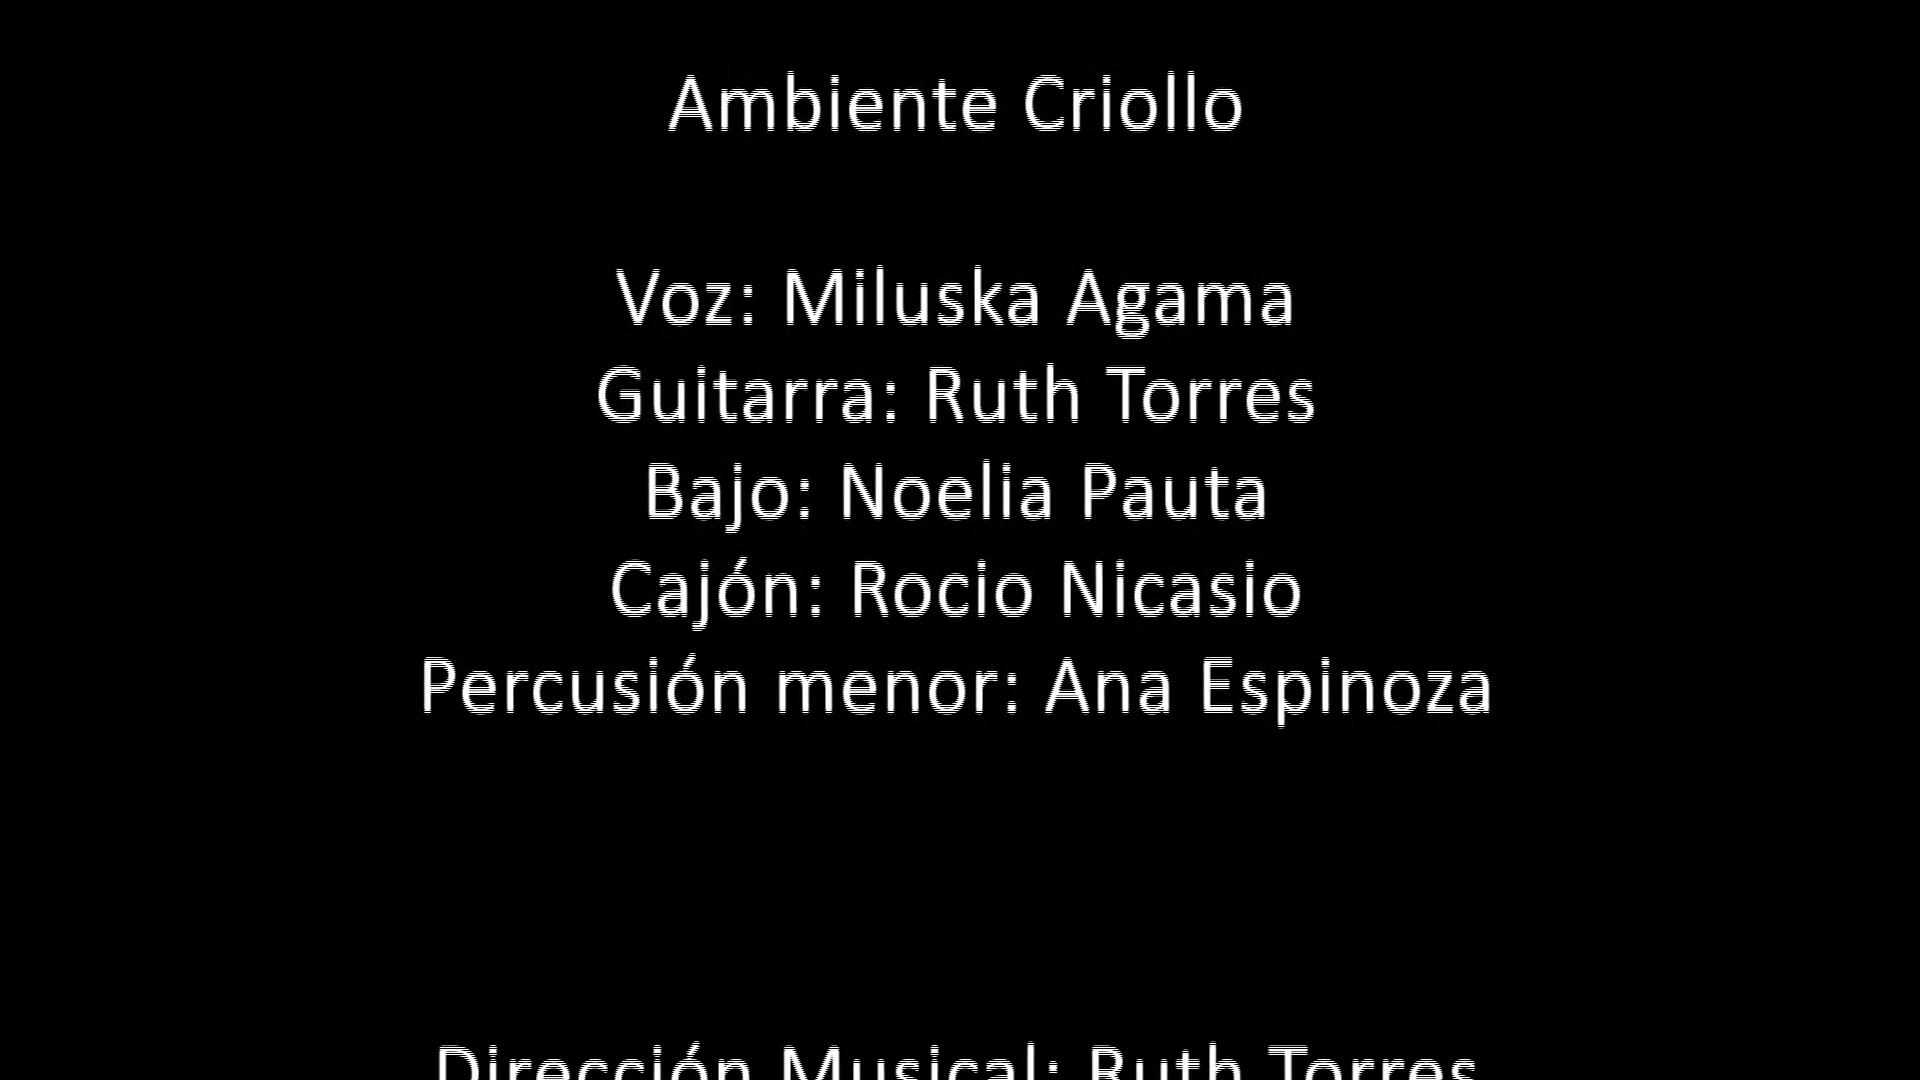 Ambiente Criollo
Voz: Miluska Agama
Guitarra: Ruth Torres
Bajo: Noelia Pauta
Cajón: Rocio Nicasio
Percusión menor: Ana Espinoza
Dirección Musical: Ruth Torres